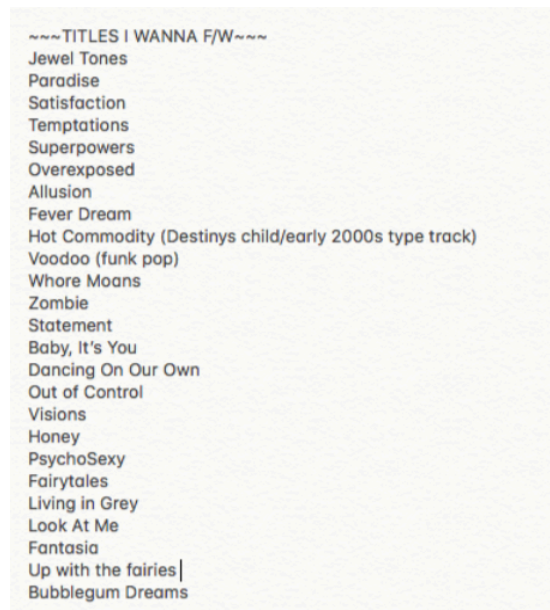 ~~~TITLES I WANNA F/W~~~
Jewel Tones
Paradise
Satisfaction
Temptations
Superpowers
Overexposed
Allusion
Fever Dream
Hot Commodity (Destinys child/early 2000s type track)
Voodoo (funk pop)
Whore Moans
Zombie
Statement
Baby, It's You
Dancing On Our Own
Out of Control
Visions
Honey
PsychoSexy
Fairytales
Living in Grey
Look At Me
Fantasia
Up with the fairies
Bubblegum Dreams